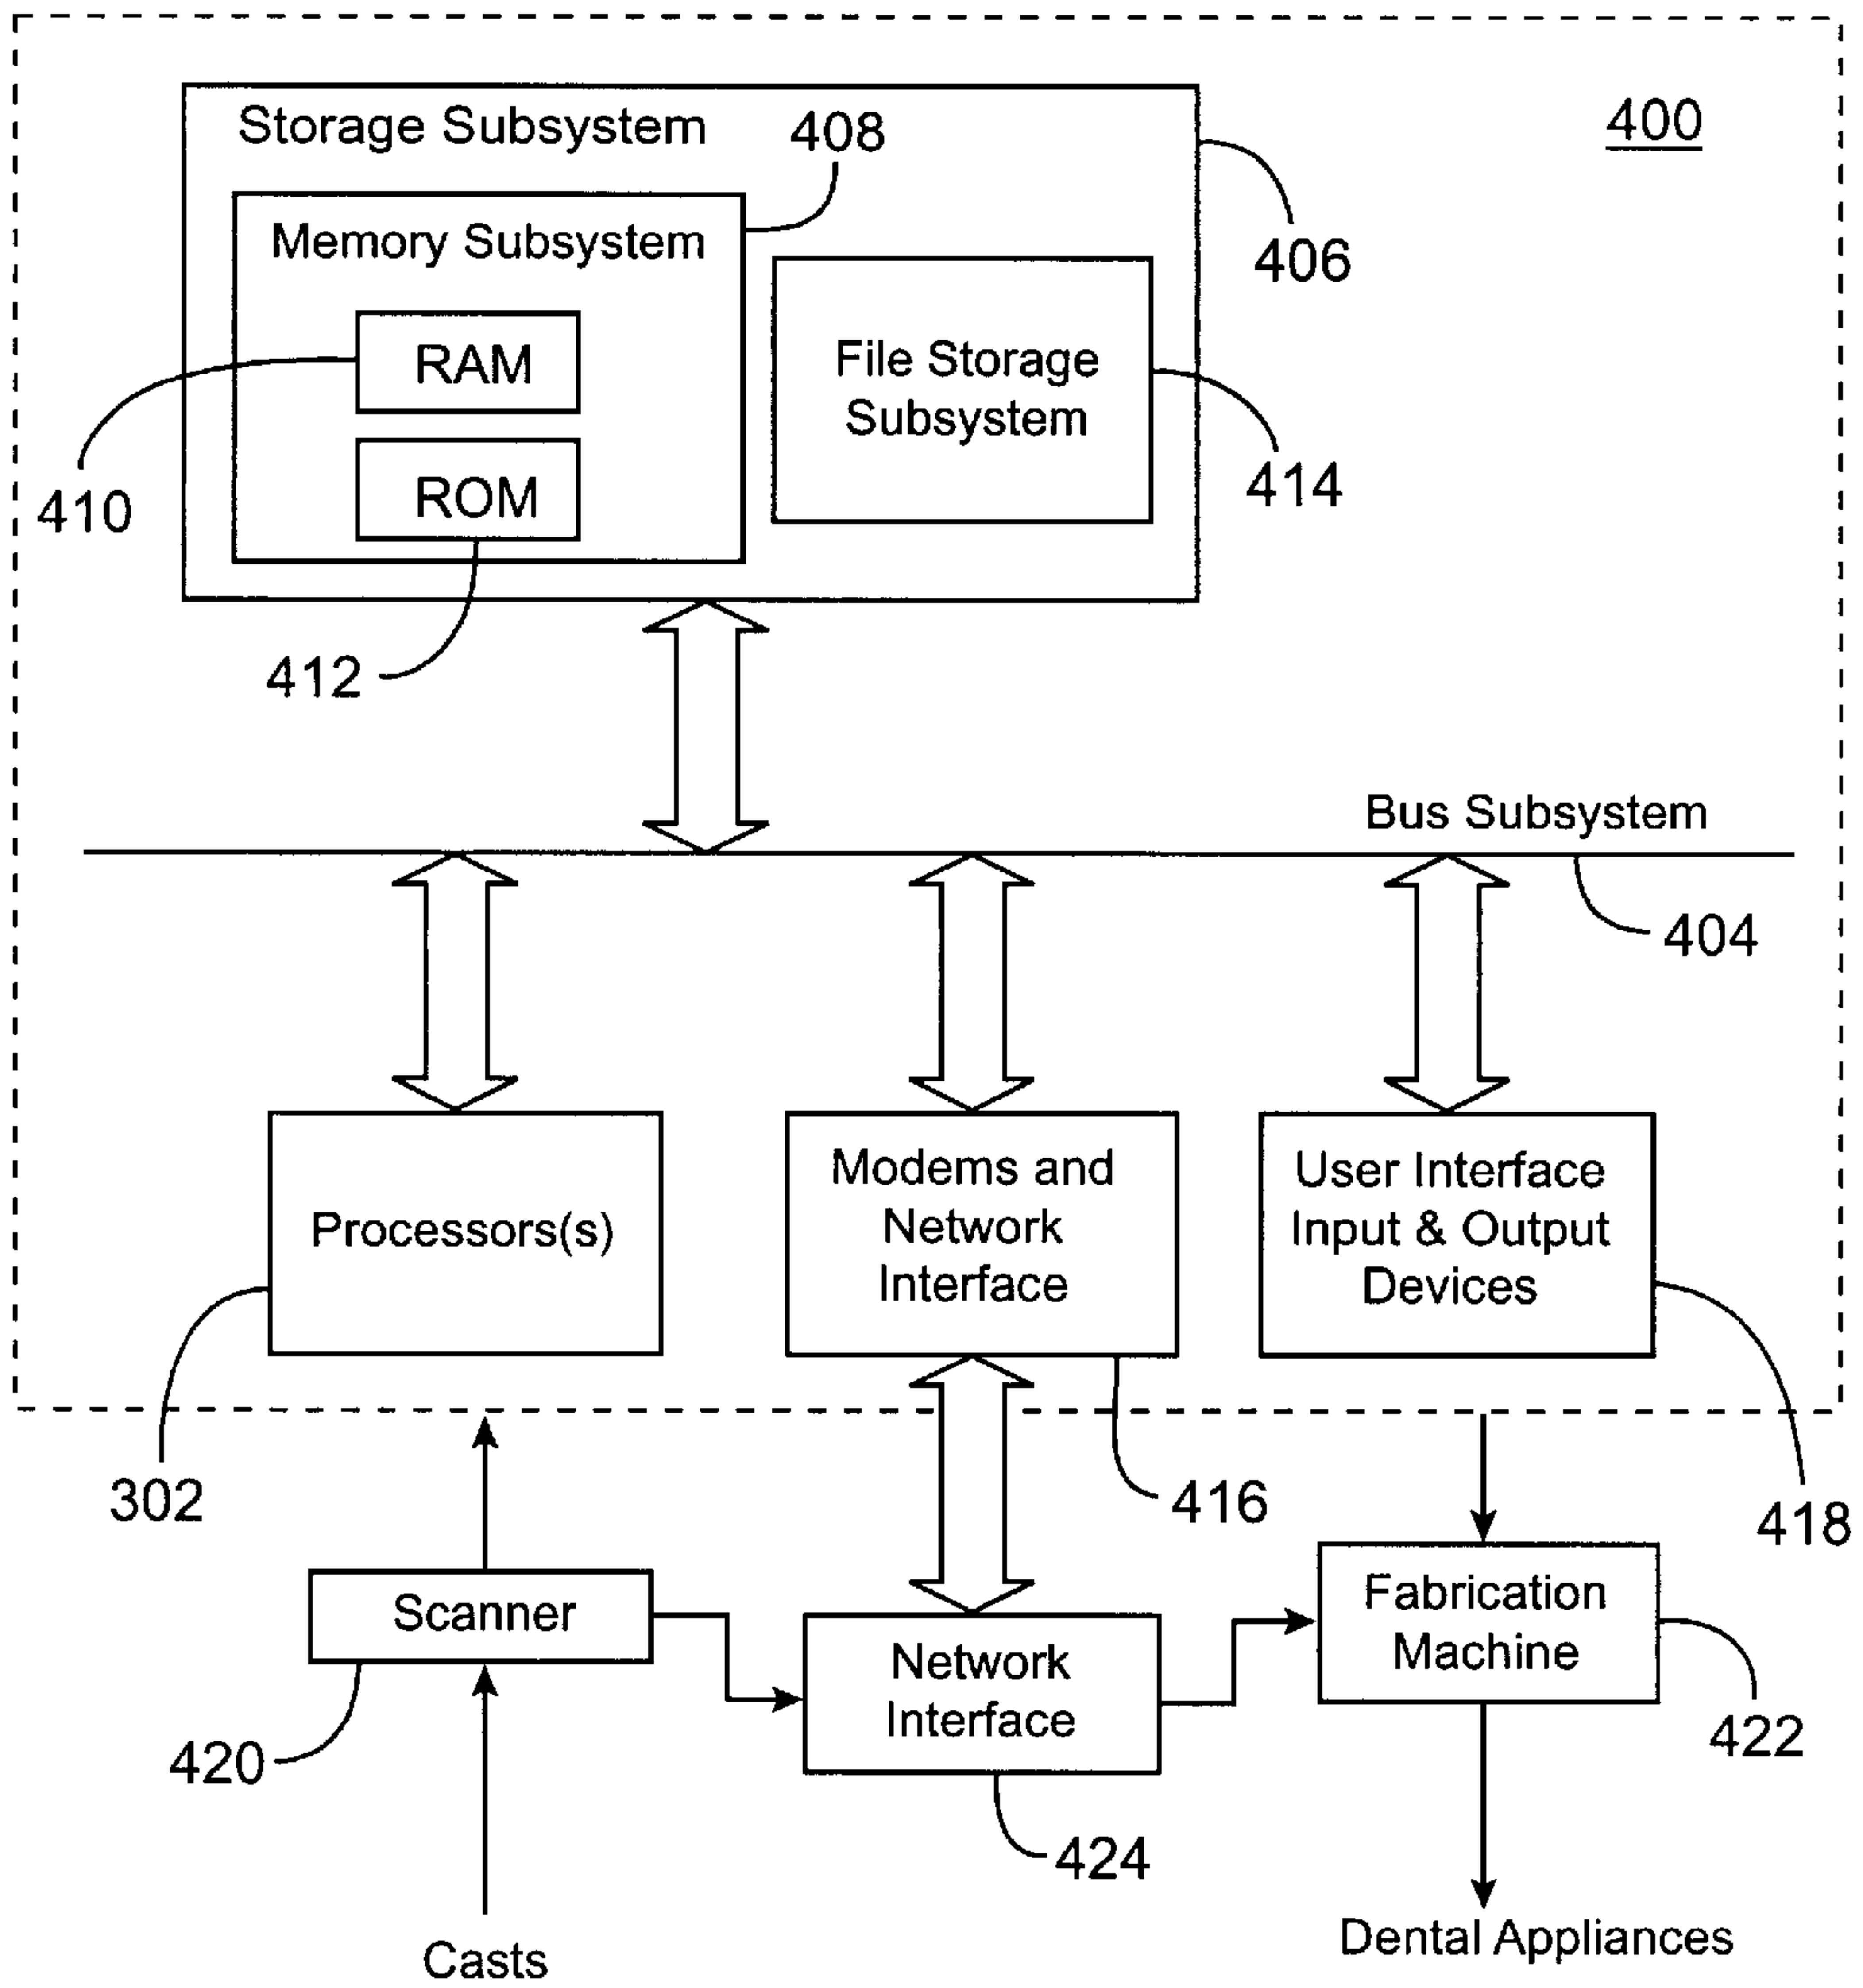 400
Storage Subsystem
408
406
Memory Subsystem
RAM
ROM
File Storage
Subsystem
410
414
412
Bus Subsystem
404
Processors(s)
Modems and
Network
Interface
User Interface
Input & Output
Devices
302
416
418
Scanner
Network
Interface
Fabrication
Machine
420
422
424
Casts
Dental Appliances